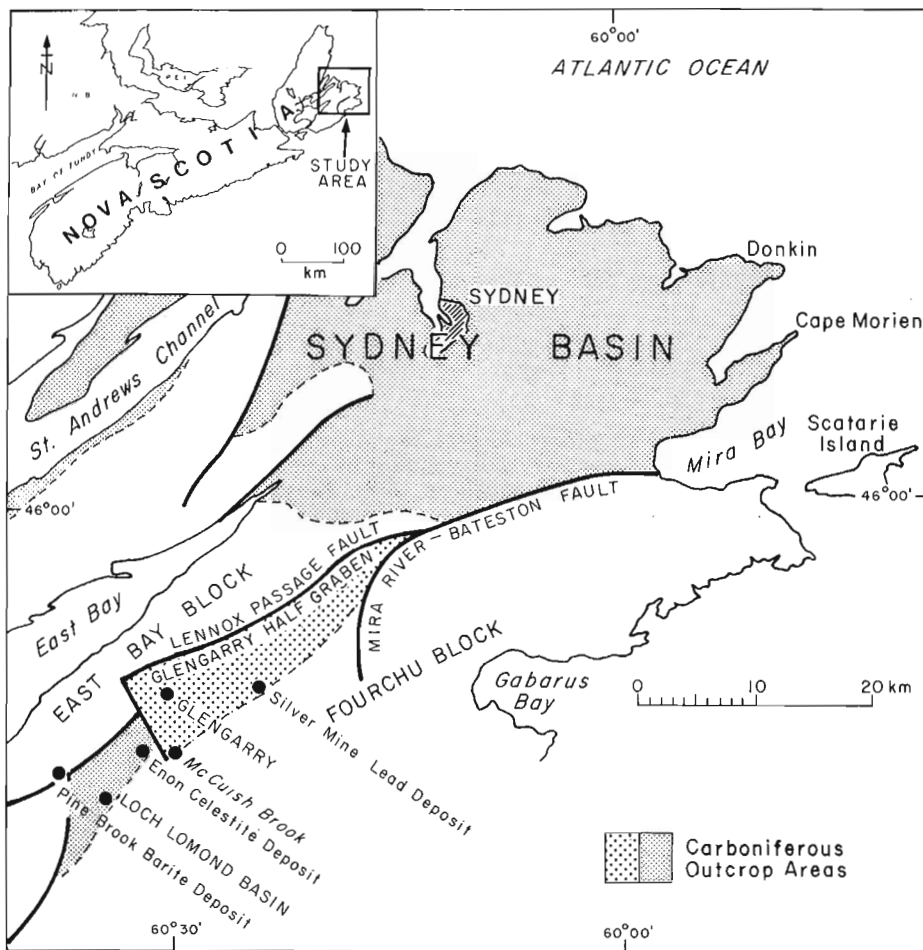 60°00'
ATLANTIC OCEAN
N
P E I
N B
BAY OF FUNDY
NOVA SCOTIA
STUDY
AREA
0 100
km
Donkin
SYDNEY
Cape Morien
SYDNEY BASIN
St. Andrews Channel
Scatarie
Island
Mira Bay
46°00'
46°00'
MIRA RIVER – BATESTON FAULT
LENNOX PASSAGE FAULT
GLENGARRY HALF GRABEN
East Bay
EAST BAY BLOCK
FOURCHU BLOCK
Gabarus
Bay
0 10 20 km
GLENGARRY
Silver Mine Lead Deposit
McCuish Brook
Enon Celestite Deposit
LOCH LOMOND BASIN
Pine Brook Barite Deposit
Carboniferous
Outcrop Areas
60°30'
60°00'